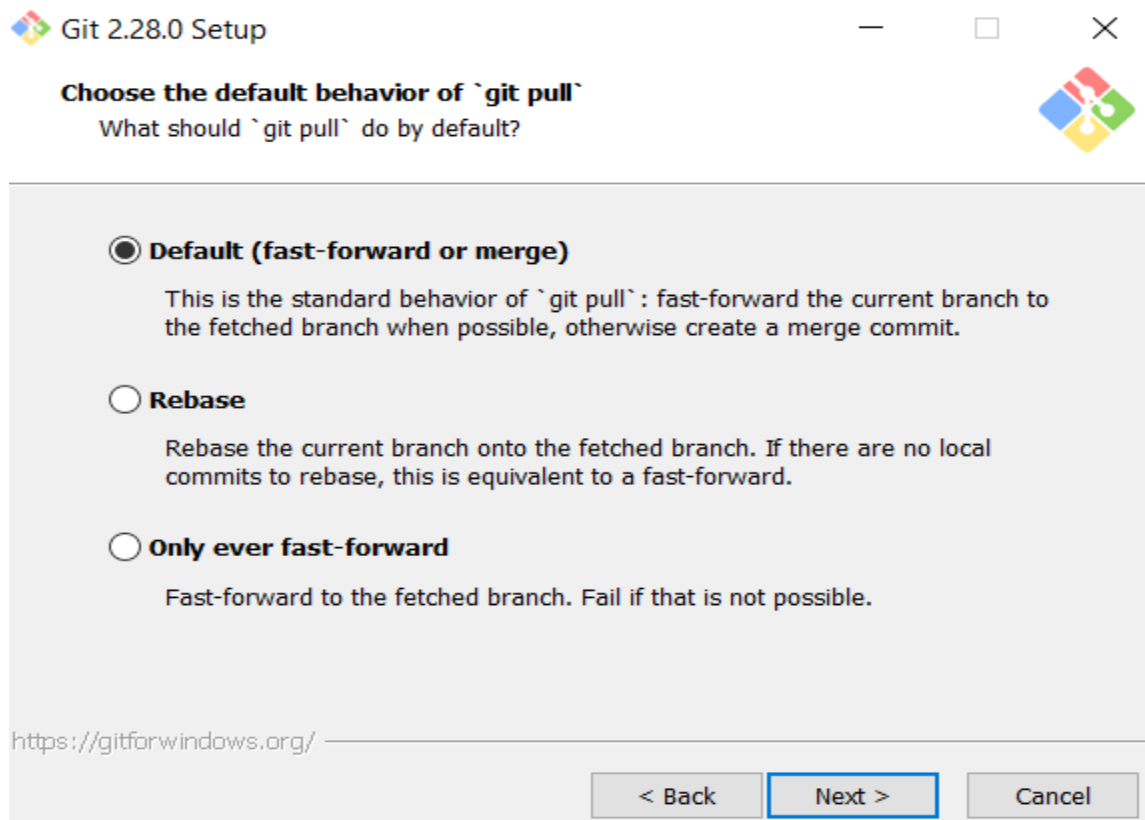 Git 2.28.0 Setup
Choose the default behavior of `git pull`
What should `git pull` do by default?
Default (fast-forward or merge)
This is the standard behavior of `git pull`: fast-forward the current branch to
the fetched branch when possible, otherwise create a merge commit.
Rebase
Rebase the current branch onto the fetched branch. If there are no local
commits to rebase, this is equivalent to a fast-forward.
Only ever fast-forward
Fast-forward to the fetched branch. Fail if that is not possible.
https://gitforwindows.org/
< Back Next > Cancel